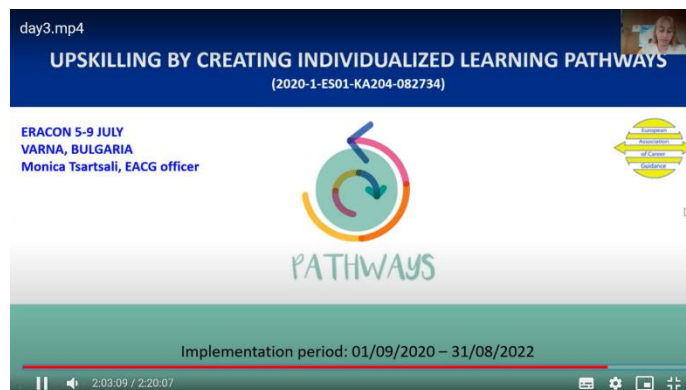 day3.mp4
UPSKILLING BY CREATING INDIVIDUALIZED LEARNING PATHWAYS
(2020-1-ES01-KA204-082734)
ERACON 5-9 JULY
VARNA, BULGARIA
Monica Tsartsali, EACG officer
European
Association
of Career
Guidance
PATHWAYS
Implementation period: 01/09/2020 – 31/08/2022
2:03:09 / 2:20:07